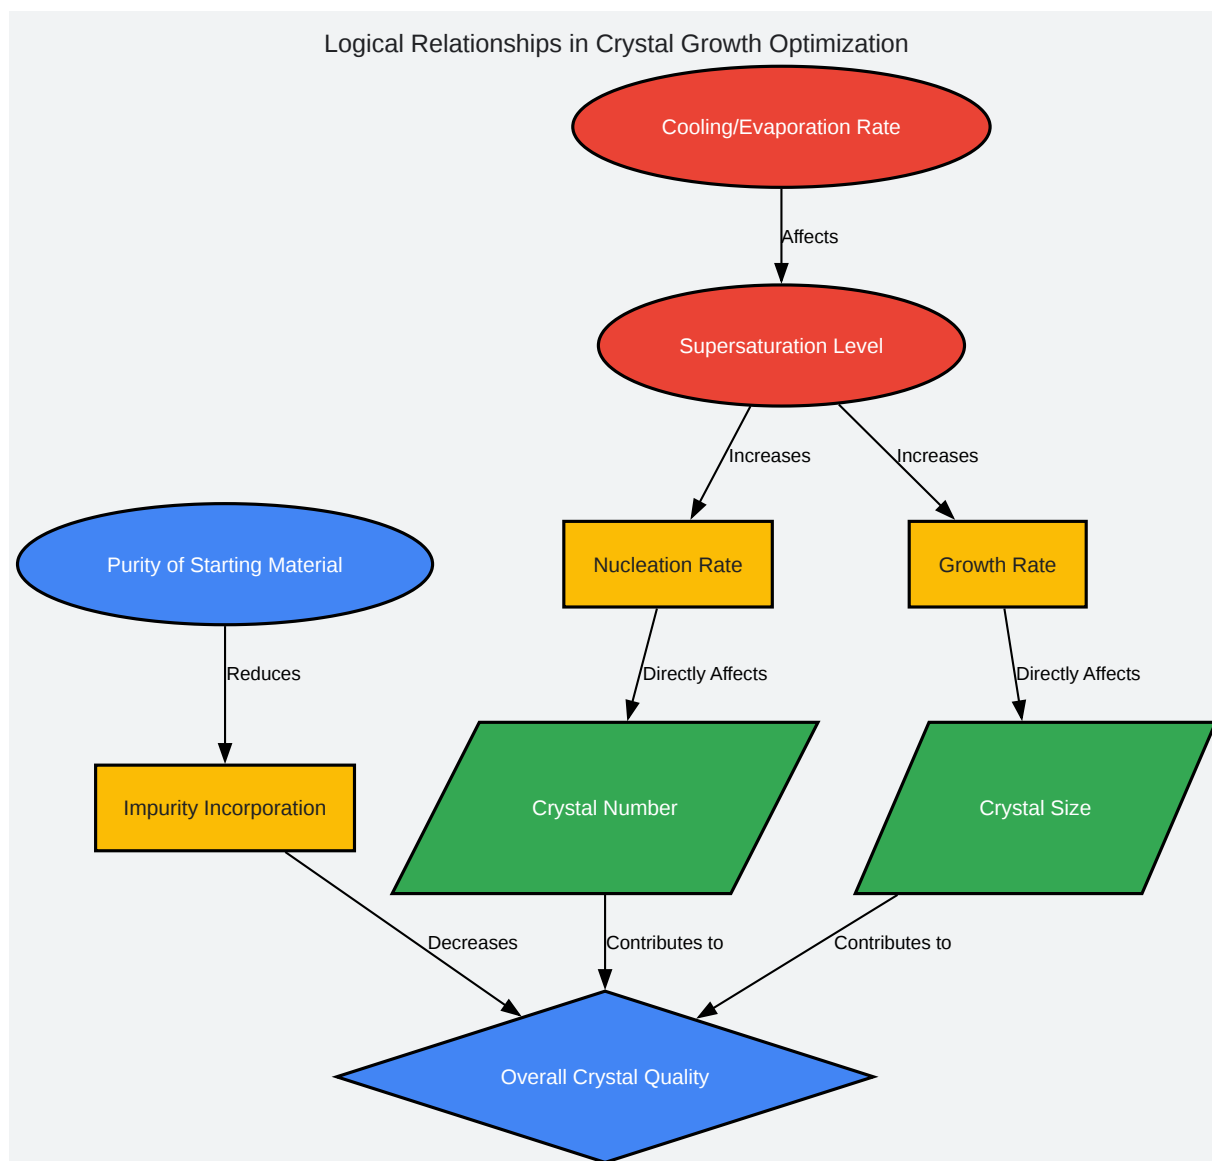 Logical Relationships in Crystal Growth Optimization
Cooling/Evaporation Rate
Affects
Supersaturation Level
Increases
Increases
Purity of Starting Material
Nucleation Rate
Growth Rate
Reduces
Directly Affects
Directly Affects
Impurity Incorporation
Crystal Number
Crystal Size
Decreases
Contributes to
Contributes to
Overall Crystal Quality